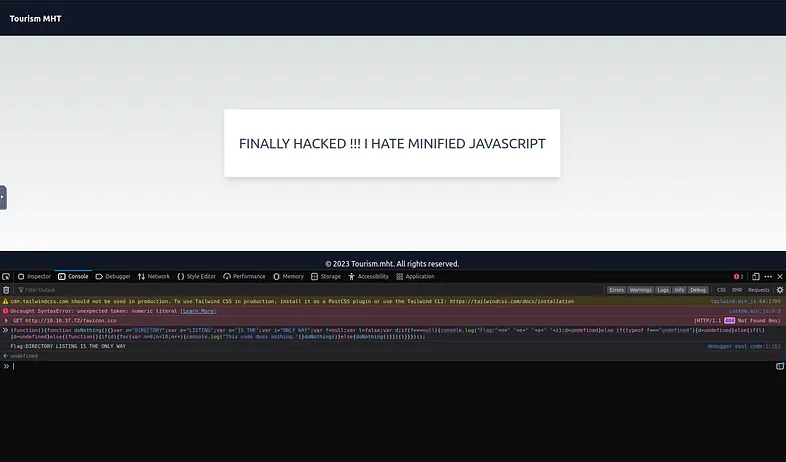 Tourism MHT
FINALLY HACKED !!! I HATE MINIFIED JAVASCRIPT
© 2023 Tourism.mht. All rights reserved.
Inspector Console Debugger Network Style Editor Performance Memory Storage Accessibility Application 2
Filter Output Errors Warnings Logs Info Debug CSS XHR Requests
cdn.tailwindcss.com should not be used in production. To use Tailwind CSS in production, install it as a PostCSS plugin or use the Tailwind CLI: https://tailwindcss.com/docs/installation tailwind.min.js:64:1789
Uncaught SyntaxError: unexpected token: numeric literal [Learn More] custom.min.js:3:3
GET http://10.10.37.72/favicon.ico [HTTP/1.1 404 Not Found 0ms]
(function(){function doNothing(){}var s="DIRECTORY";var e="LISTING";var o="IS THE";var i="ONLY WAY";var f=null;var l=false;var d;if(f===null){console.log("Flag:"+s+" "+e+" "+o+" "+i);d=undefined}else if(typeof f==="undefined"){d=undefined}else{if(l)
{d=undefined}else{(function(){if(d){for(var n=0;n<10;n++){console.log("This code does nothing.")}doNothing()}else{doNothing()}})()}}})();
Flag:DIRECTORY LISTING IS THE ONLY WAY debugger eval code:1:151
undefined